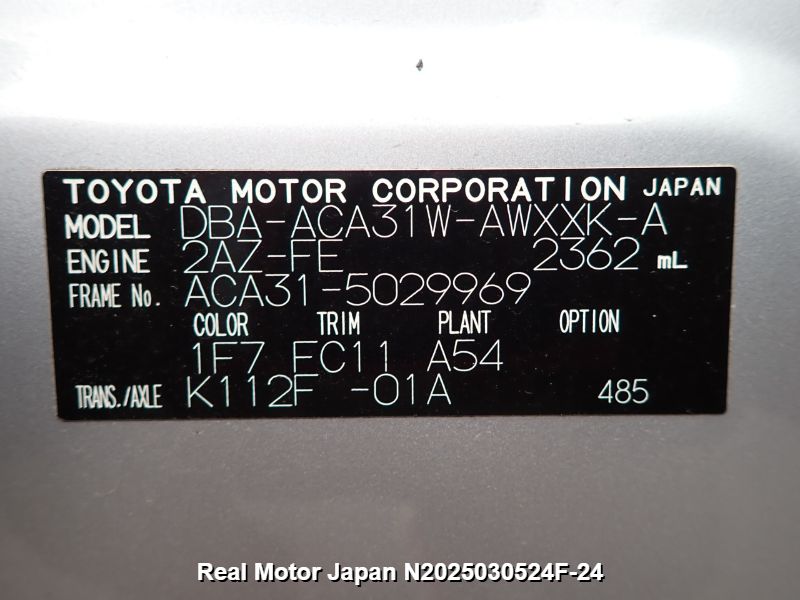 TOYOTA MOTOR CORPORATION JAPAN
MODEL DBA-ACA31W-AWXXK-A
ENGINE 2AZ-FE 2362 mL
FRAME No. ACA31-5029969
COLOR TRIM PLANT OPTION
1F7 FC11 A54
TRANS./AXLE K112F -01A 485
Real Motor Japan N2025030524F-24